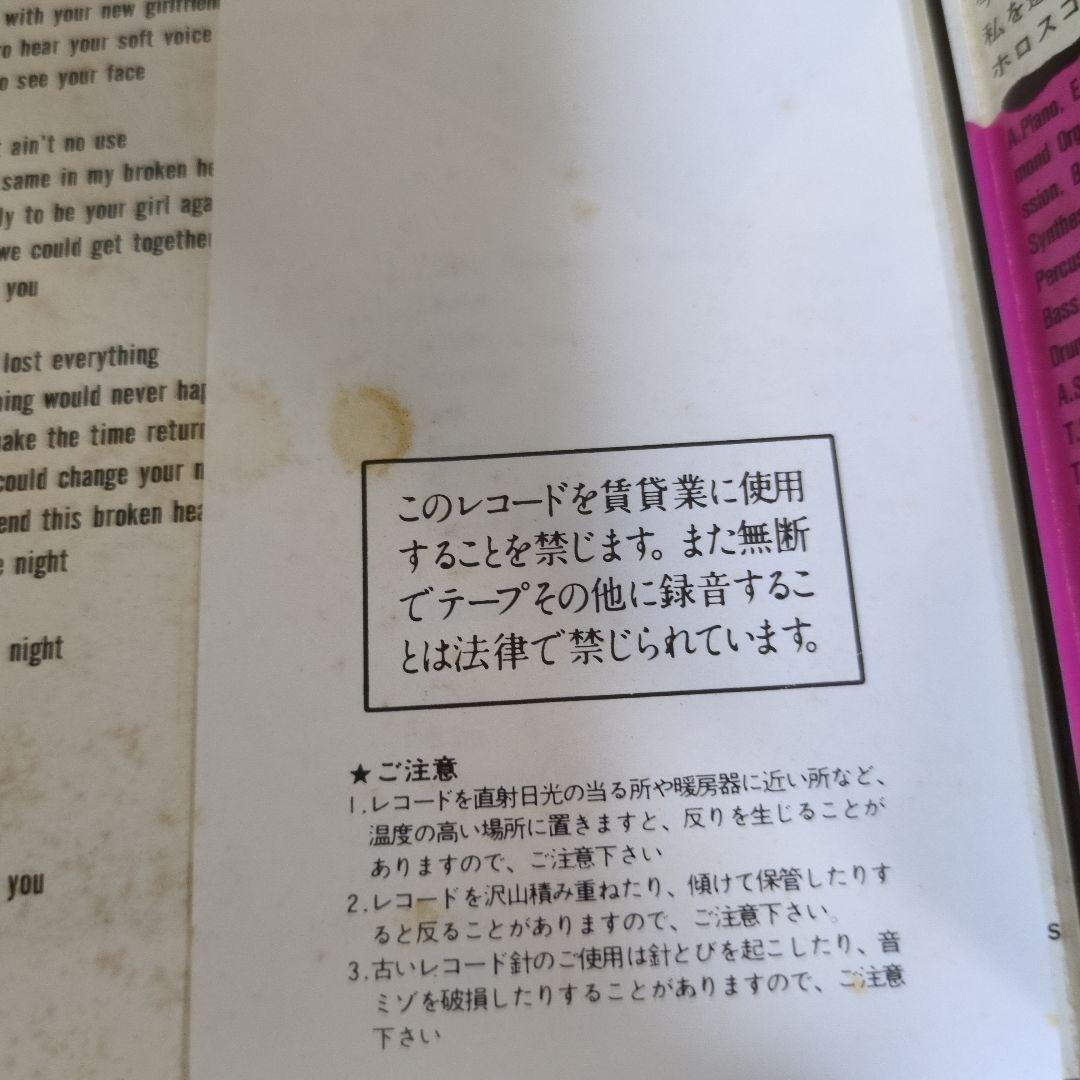 with your new
to hear your soft voice
to see your face
ain't no use
same in my broken
to be your girl
we could get together
you
lost everything
would never
the time return
could change your
this broken
night
night
you
このレコードを賃貸業に使用
することを禁じます。また無断
でテープその他に録音するこ
とは法律で禁じられています。
★ご注意
1.レコードを直射日光の当る所や暖房器に近い所など、
温度の高い場所に置きますと、反りを生じることが
ありますので、ご注意下さい
2.レコードを沢山積み重ねたり、傾けて保管したりす
ると反ることがありますので、ご注意下さい。
3.古いレコード針のご使用は針とびを起こしたり、音
ミゾを破損したりすることがありますので、ご注意
下さい
私を
ホロスコ
A.Piano, E
mond
ssion, B
Bass
S